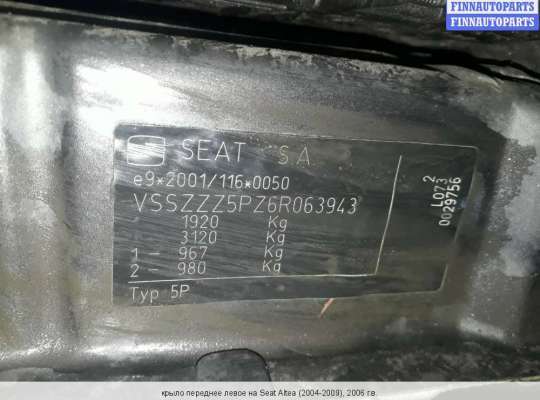 FINNAUTOPARTS
FINNAUTOPARTS
FINNAUTOPARTS
SEAT S.A.
e9*2001/116*0050
VSSZZZ5PZ6R063943
1920 Kg
3120 Kg
1- 967 Kg
2- 980 Kg
Typ 5P
2
L073
0029756
крыло переднее левое на Seat Altea (2004-2009), 2006 г.в.